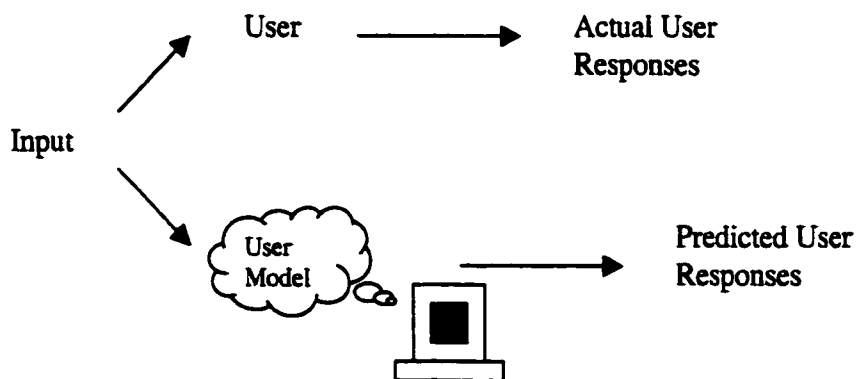 User
Actual User
Responses
Input
User
Model
Predicted User
Responses